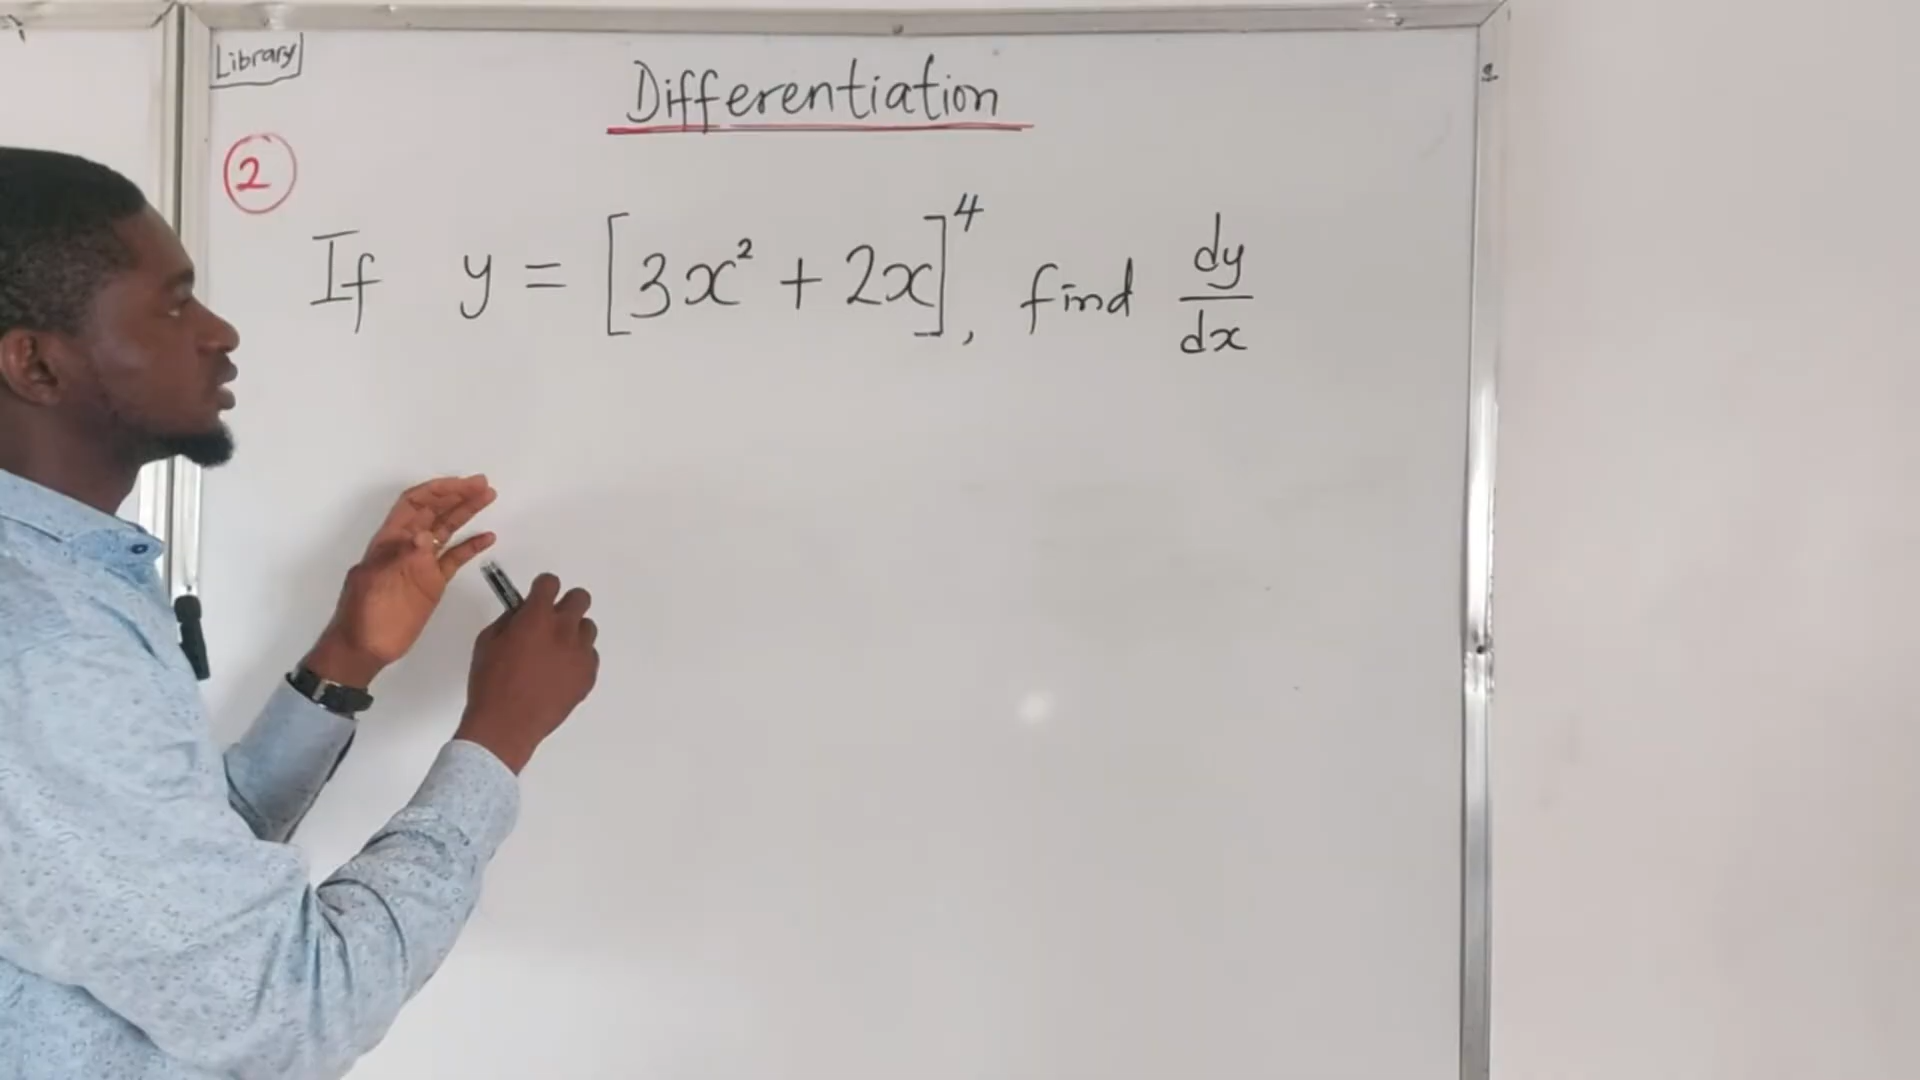 Library
Differentiation
2
If y = [3x² + 2x]⁴, find dy/dx